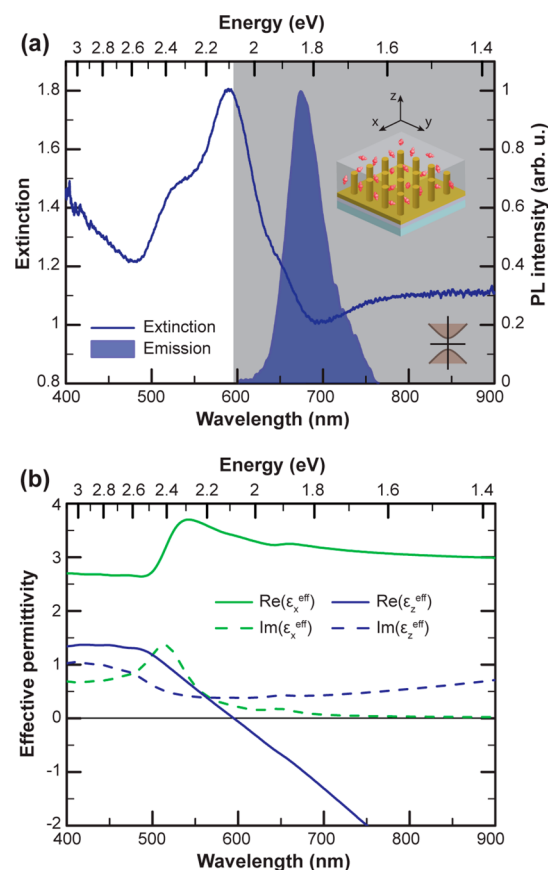 Energy (eV)
(a)
3 2.8 2.6 2.4 2.2 2 1.8 1.6 1.4
1.8
1.6
1.4
1.2
1
0.8
Extinction
1
0.8
0.6
0.4
0.2
0
PL intensity (arb. u.)
z
x y
Extinction
Emission
400 500 600 700 800 900
Wavelength (nm)
Energy (eV)
(b)
3 2.8 2.6 2.4 2.2 2 1.8 1.6 1.4
4
3
2
1
0
-1
-2
Effective permittivity
Re(εₓᵉᶠᶠ) Re(ε_zᵉᶠᶠ)
Im(εₓᵉᶠᶠ) Im(ε_zᵉᶠᶠ)
400 500 600 700 800 900
Wavelength (nm)